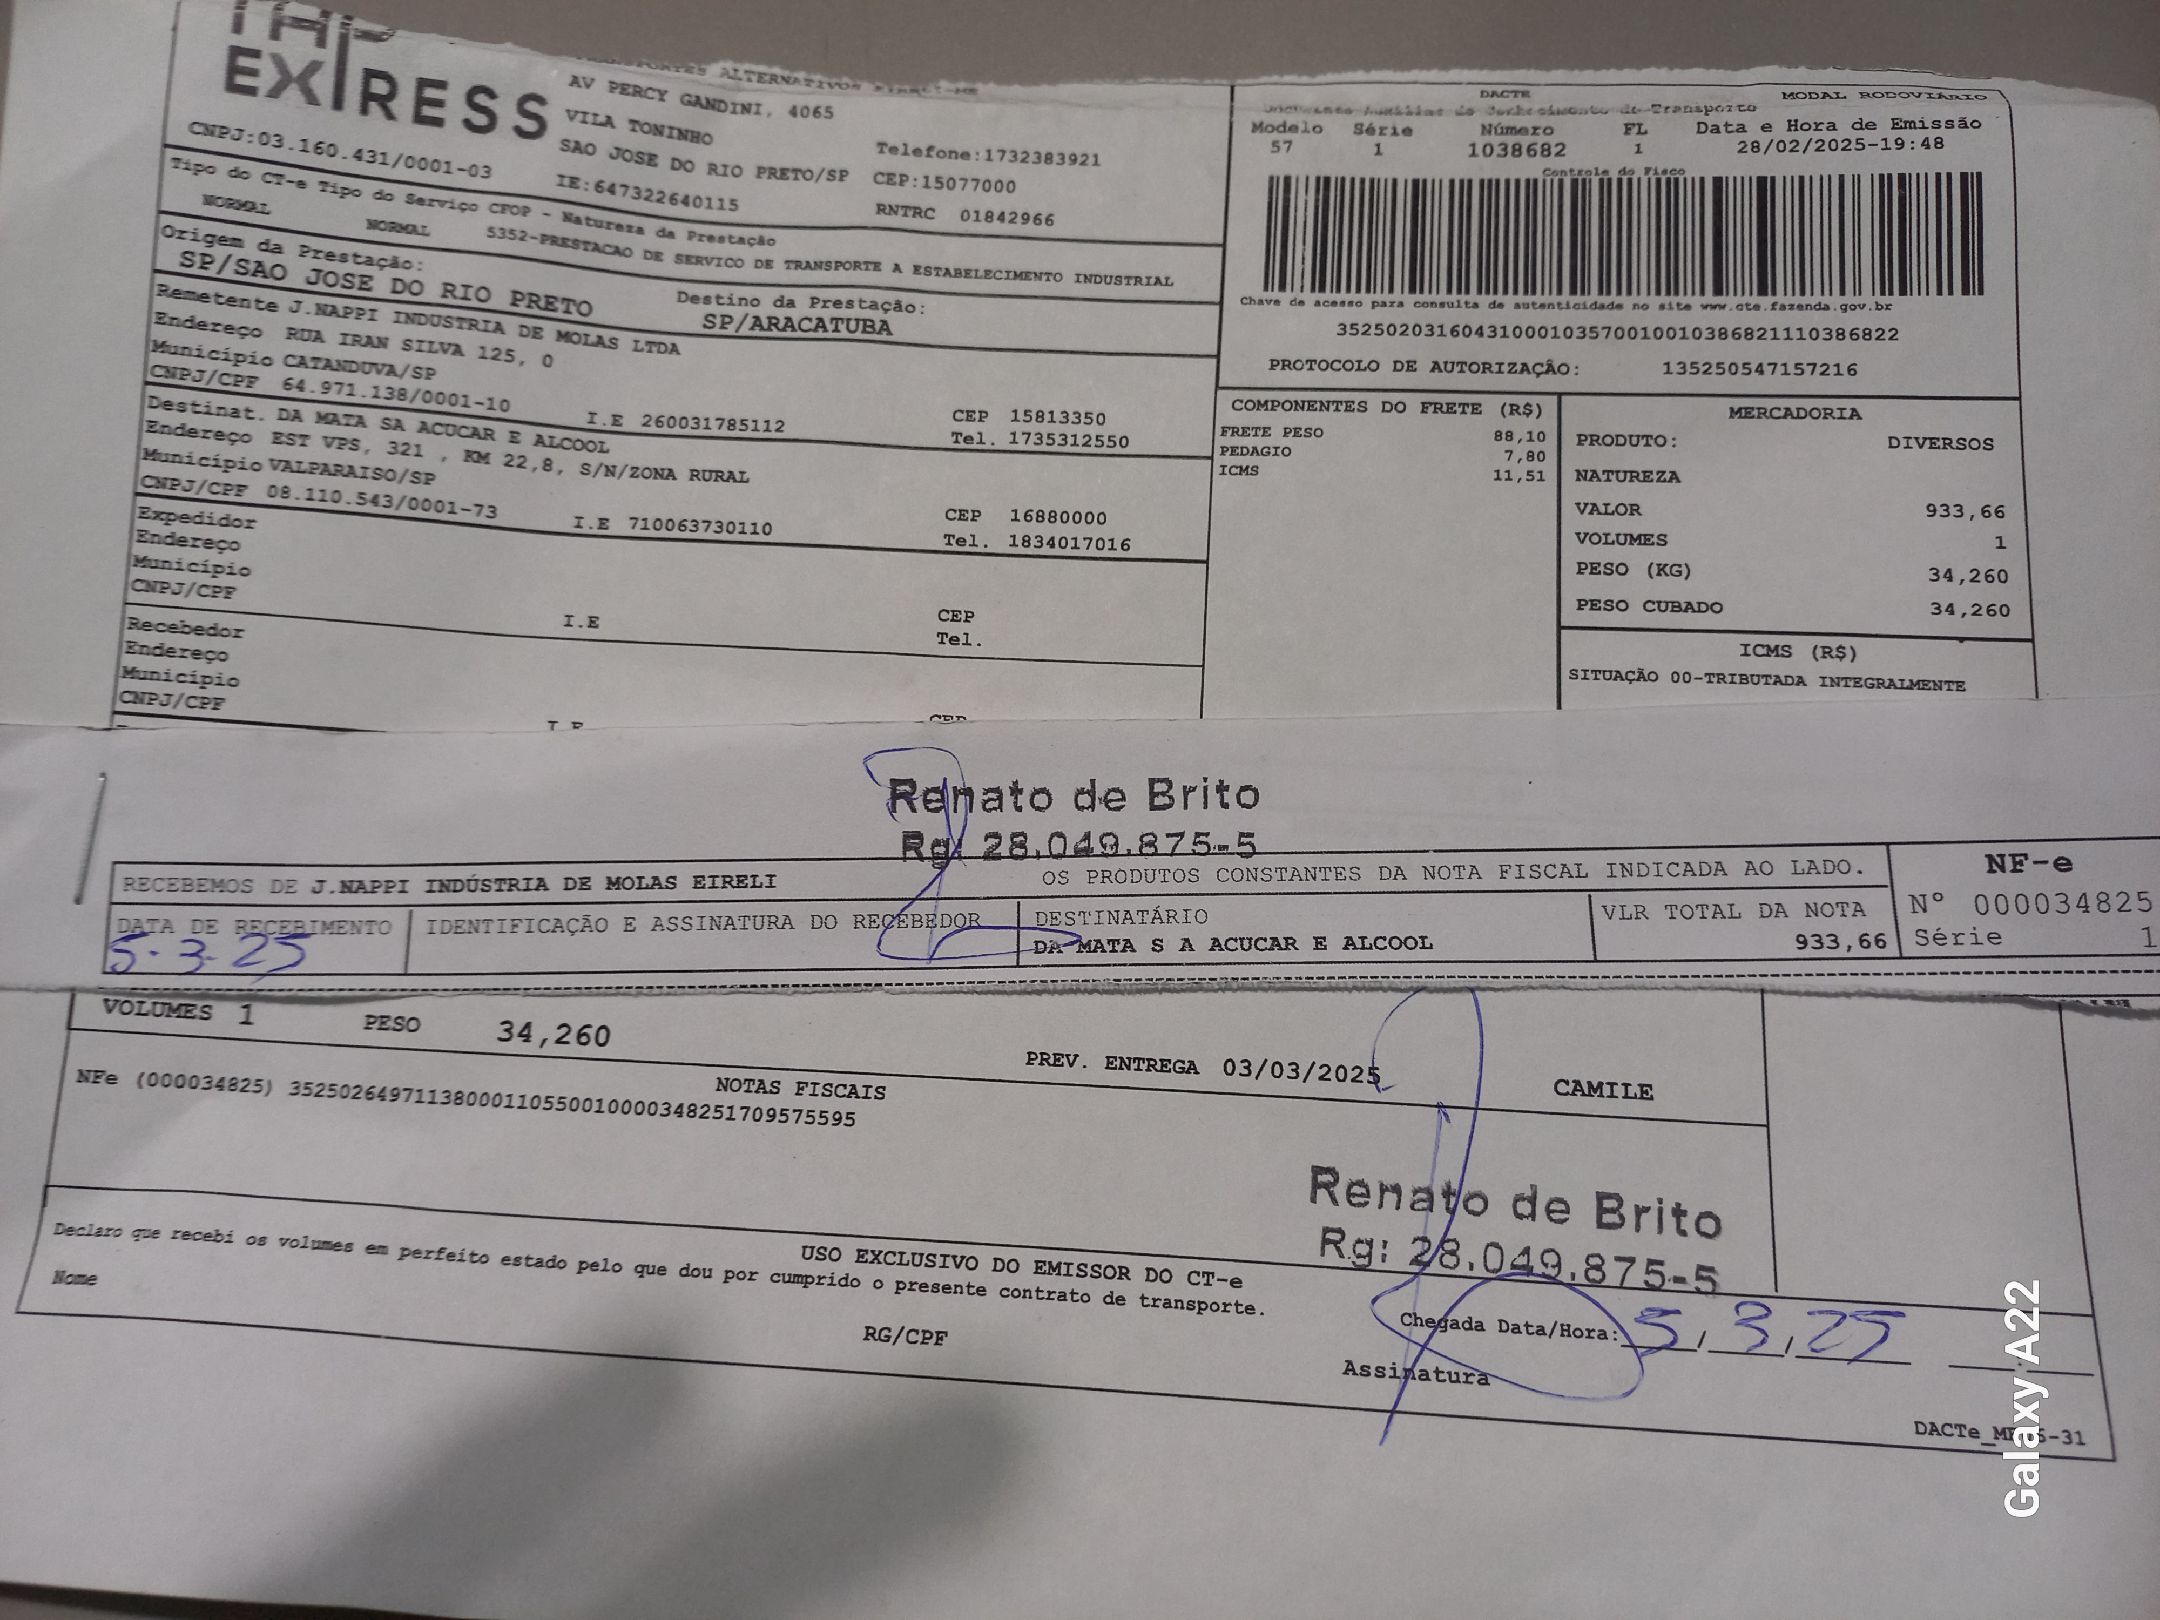 EXPRESS
TRANSPORTES ALTERNATIVOS EIRELI-ME
AV PERCY GANDINI, 4065
VILA TONINHO
SAO JOSE DO RIO PRETO/SP
Telefone:1732383921
CEP:15077000
CNPJ:03.160.431/0001-03
IE:647322640115
RNTRC 01842966
Tipo do CT-e Tipo do Serviço CFOP - Natureza da Prestação
NORMAL NORMAL 5352-PRESTACAO DE SERVICO DE TRANSPORTE A ESTABELECIMENTO INDUSTRIAL
Origem da Prestação:
SP/SAO JOSE DO RIO PRETO
Destino da Prestação:
SP/ARACATUBA
Remetente J.NAPPI INDUSTRIA DE MOLAS LTDA
Endereço RUA IRAN SILVA 125, 0
Município CATANDUVA/SP
CEP 15813350
CNPJ/CPF 64.971.138/0001-10 I.E 260031785112 Tel. 1735312550
Destinat. DA MATA SA ACUCAR E ALCOOL
Endereço EST VPS, 321 , KM 22,8, S/N/ZONA RURAL
Município VALPARAISO/SP
CEP 16880000
CNPJ/CPF 08.110.543/0001-73 I.E 710063730110 Tel. 1834017016
Expedidor
Endereço
Município
CEP
CNPJ/CPF I.E Tel.
Recebedor
Endereço
Município
CEP
CNPJ/CPF I.E
DACTE
MODAL RODOVIÁRIO
Documento Auxiliar do Conhecimento de Transporte
Modelo Série Número FL Data e Hora de Emissão
57 1 1038682 1 28/02/2025-19:48
Controle do Fisco
Chave de acesso para consulta de autenticidade no site www.cte.fazenda.gov.br
35250203160431000103570010010386821110386822
PROTOCOLO DE AUTORIZAÇÃO: 135250547157216
COMPONENTES DO FRETE (R$)
FRETE PESO 88,10
PEDAGIO 7,80
ICMS 11,51
MERCADORIA
PRODUTO: DIVERSOS
NATUREZA
VALOR 933,66
VOLUMES 1
PESO (KG) 34,260
PESO CUBADO 34,260
ICMS (R$)
SITUAÇÃO 00-TRIBUTADA INTEGRALMENTE
Renato de Brito
Rg: 28.049.875-5
RECEBEMOS DE J.NAPPI INDÚSTRIA DE MOLAS EIRELI OS PRODUTOS CONSTANTES DA NOTA FISCAL INDICADA AO LADO.
DATA DE RECEBIMENTO
5.3.25
IDENTIFICAÇÃO E ASSINATURA DO RECEBEDOR
DESTINATÁRIO
DA MATA S A ACUCAR E ALCOOL
VLR TOTAL DA NOTA
933,66
NF-e
Nº 000034825
Série 1
VOLUMES 1 PESO 34,260
PREV. ENTREGA 03/03/2025
CAMILE
NOTAS FISCAIS
NFe (000034825) 35250264971138000110550010000348251709575595
Renato de Brito
Rg: 28.049.875-5
USO EXCLUSIVO DO EMISSOR DO CT-e
Declaro que recebi os volumes em perfeito estado pelo que dou por cumprido o presente contrato de transporte.
Nome
RG/CPF
Chegada Data/Hora: 5/3/25
Assinatura
Galaxy A22